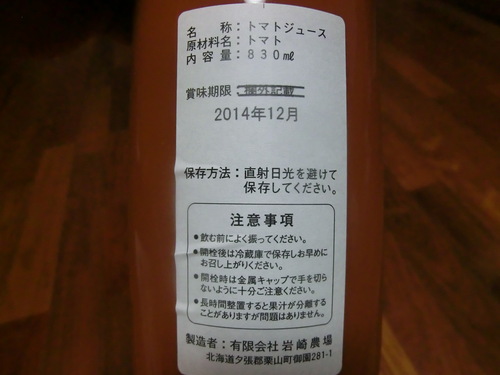 名　　称：トマトジュース
原材料名：トマト
内 容 量：８３０㎖
賞味期限：枠外記載
2014年12月
保存方法：直射日光を避けて
保存してください。
注意事項
●飲む前によく振ってください。
●開栓後は冷蔵庫で保存しお早めに
お召し上がりください。
●開栓時は金属キャップで手を切ら
ないように十分ご注意ください。
●長時間整置すると果汁が分離する
ことがありますが問題はありません。
製造者：有限会社 岩崎農場
北海道夕張郡栗山町御園281-1